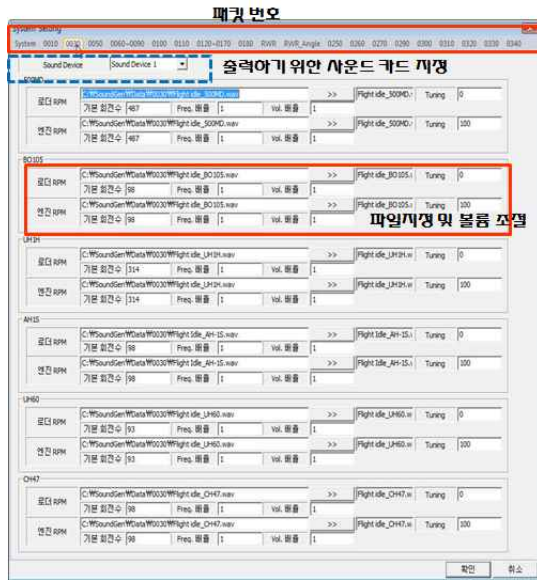 패킷 번호
System Setting
System 0010 0030 0050 0060~0090 0100 0110 0120~0170 0180 RWR RWR_Angle 0250 0260 0270 0290 0300 0310 0320 0330 0340
Sound Device Sound Device 1 출력하기 위한 사운드 카드 지정
500MD
C:₩SoundGen₩Data₩0030₩Flight idle_500MD.wav >> Flight idle_500MD.\ Tuning 0
로터 RPM
기본 회전수 487 Freq. 배율 1 Vol. 배율 1
C:₩SoundGen₩Data₩0030₩Flight idle_500MD.wav >> Flight idle_500MD.\ Tuning 100
엔진 RPM
기본 회전수 487 Freq. 배율 1 Vol. 배율 1
BO105
C:₩SoundGen₩Data₩0030₩Flight idle_BO105.wav >> Flight idle_BO105.\ Tuning 0
로터 RPM
기본 회전수 98 Freq. 배율 1 Vol. 배율 1
C:₩SoundGen₩Data₩0030₩Flight idle_BO105.wav >> Flight idle_BO105.\ Tuning 100
엔진 RPM
기본 회전수 98 Freq. 배율 1 Vol. 배율 1
파일지정 및 볼륨 조절
UH1H
C:₩SoundGen₩Data₩0030₩Flight idle_UH1H.wav >> Flight idle_UH1H.w Tuning 0
로터 RPM
기본 회전수 314 Freq. 배율 1 Vol. 배율 1
C:₩SoundGen₩Data₩0030₩Flight idle_UH1H.wav >> Flight idle_UH1H.w Tuning 100
엔진 RPM
기본 회전수 314 Freq. 배율 1 Vol. 배율 1
AH1S
C:₩SoundGen₩Data₩0030₩Flight Idle_AH-1S.wav >> Flight Idle_AH-1S.\ Tuning 0
로터 RPM
기본 회전수 98 Freq. 배율 1 Vol. 배율 1
C:₩SoundGen₩Data₩0030₩Flight Idle_AH-1S.wav >> Flight Idle_AH-1S.\ Tuning 100
엔진 RPM
기본 회전수 98 Freq. 배율 1 Vol. 배율 1
UH60
C:₩SoundGen₩Data₩0030₩Flight idle_UH60.wav >> Flight idle_UH60.w Tuning 0
로터 RPM
기본 회전수 93 Freq. 배율 1 Vol. 배율 1
C:₩SoundGen₩Data₩0030₩Flight idle_UH60.wav >> Flight idle_UH60.w Tuning 100
엔진 RPM
기본 회전수 93 Freq. 배율 1 Vol. 배율 1
CH47
C:₩SoundGen₩Data₩0030₩Flight idle_CH47.wav >> Flight idle_CH47.w Tuning 0
로터 RPM
기본 회전수 98 Freq. 배율 1 Vol. 배율 1
C:₩SoundGen₩Data₩0030₩Flight idle_CH47.wav >> Flight idle_CH47.w Tuning 100
엔진 RPM
기본 회전수 98 Freq. 배율 1 Vol. 배율 1
확인 취소